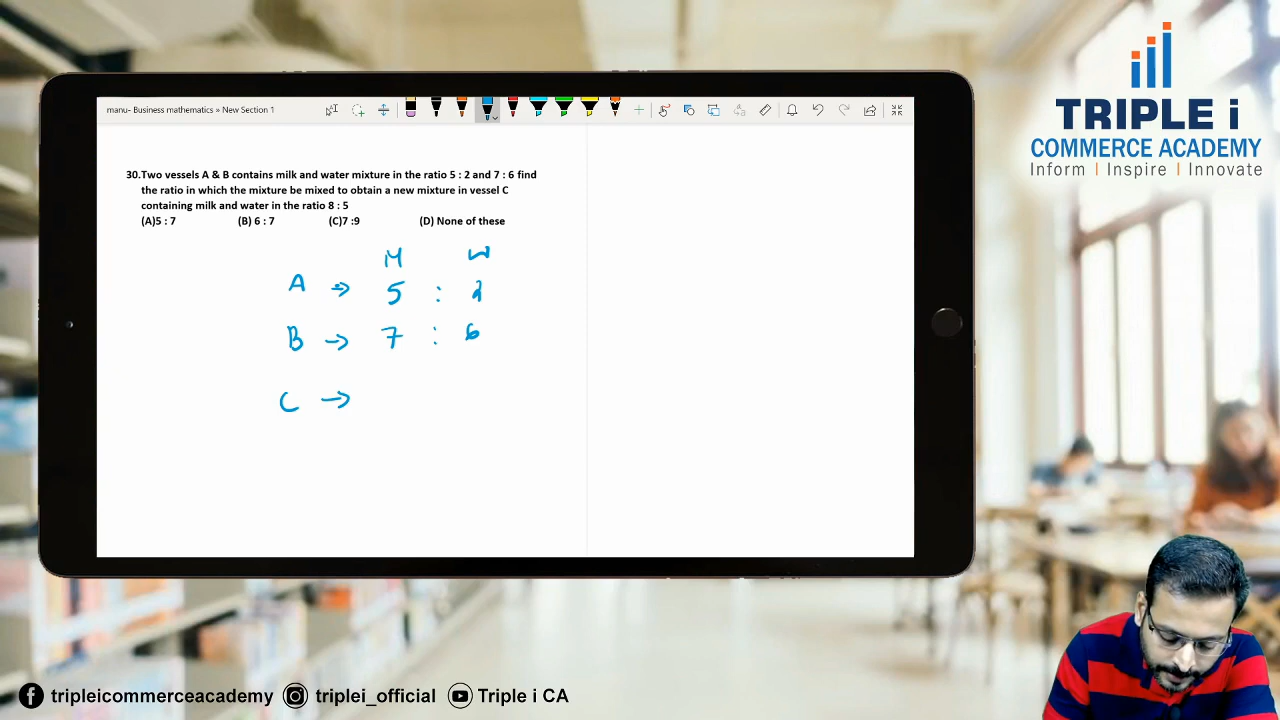 manu- Business mathematics » New Section 1
TRIPLE i
COMMERCE ACADEMY
Inform | Inspire | Innovate
30.Two vessels A & B contains milk and water mixture in the ratio 5 : 2 and 7 : 6 find
the ratio in which the mixture be mixed to obtain a new mixture in vessel C
containing milk and water in the ratio 8 : 5
(A)5 : 7 (B) 6 : 7 (C)7 :9 (D) None of these
M W
A → 5 : 2
B → 7 : 6
C →
tripleicommerceacademy triplei_official Triple i CA